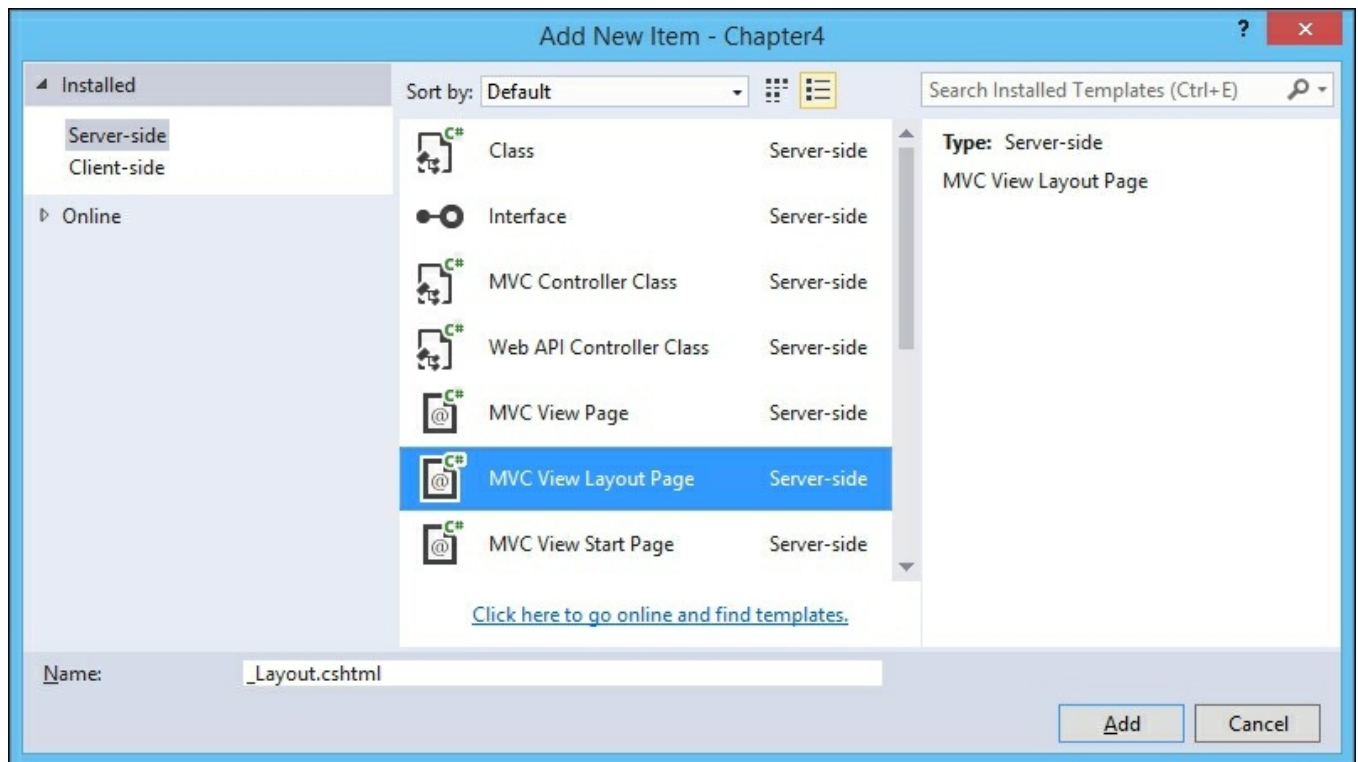 Add New Item - Chapter4
?
Installed
Server-side
Client-side
Online
Sort by: Default
Search Installed Templates (Ctrl+E)
C# Class Server-side
Interface Server-side
C# MVC Controller Class Server-side
C# Web API Controller Class Server-side
C# @ MVC View Page Server-side
C# @ MVC View Layout Page Server-side
C# @ MVC View Start Page Server-side
Click here to go online and find templates.
Type: Server-side
MVC View Layout Page
Name: _Layout.cshtml
Add Cancel